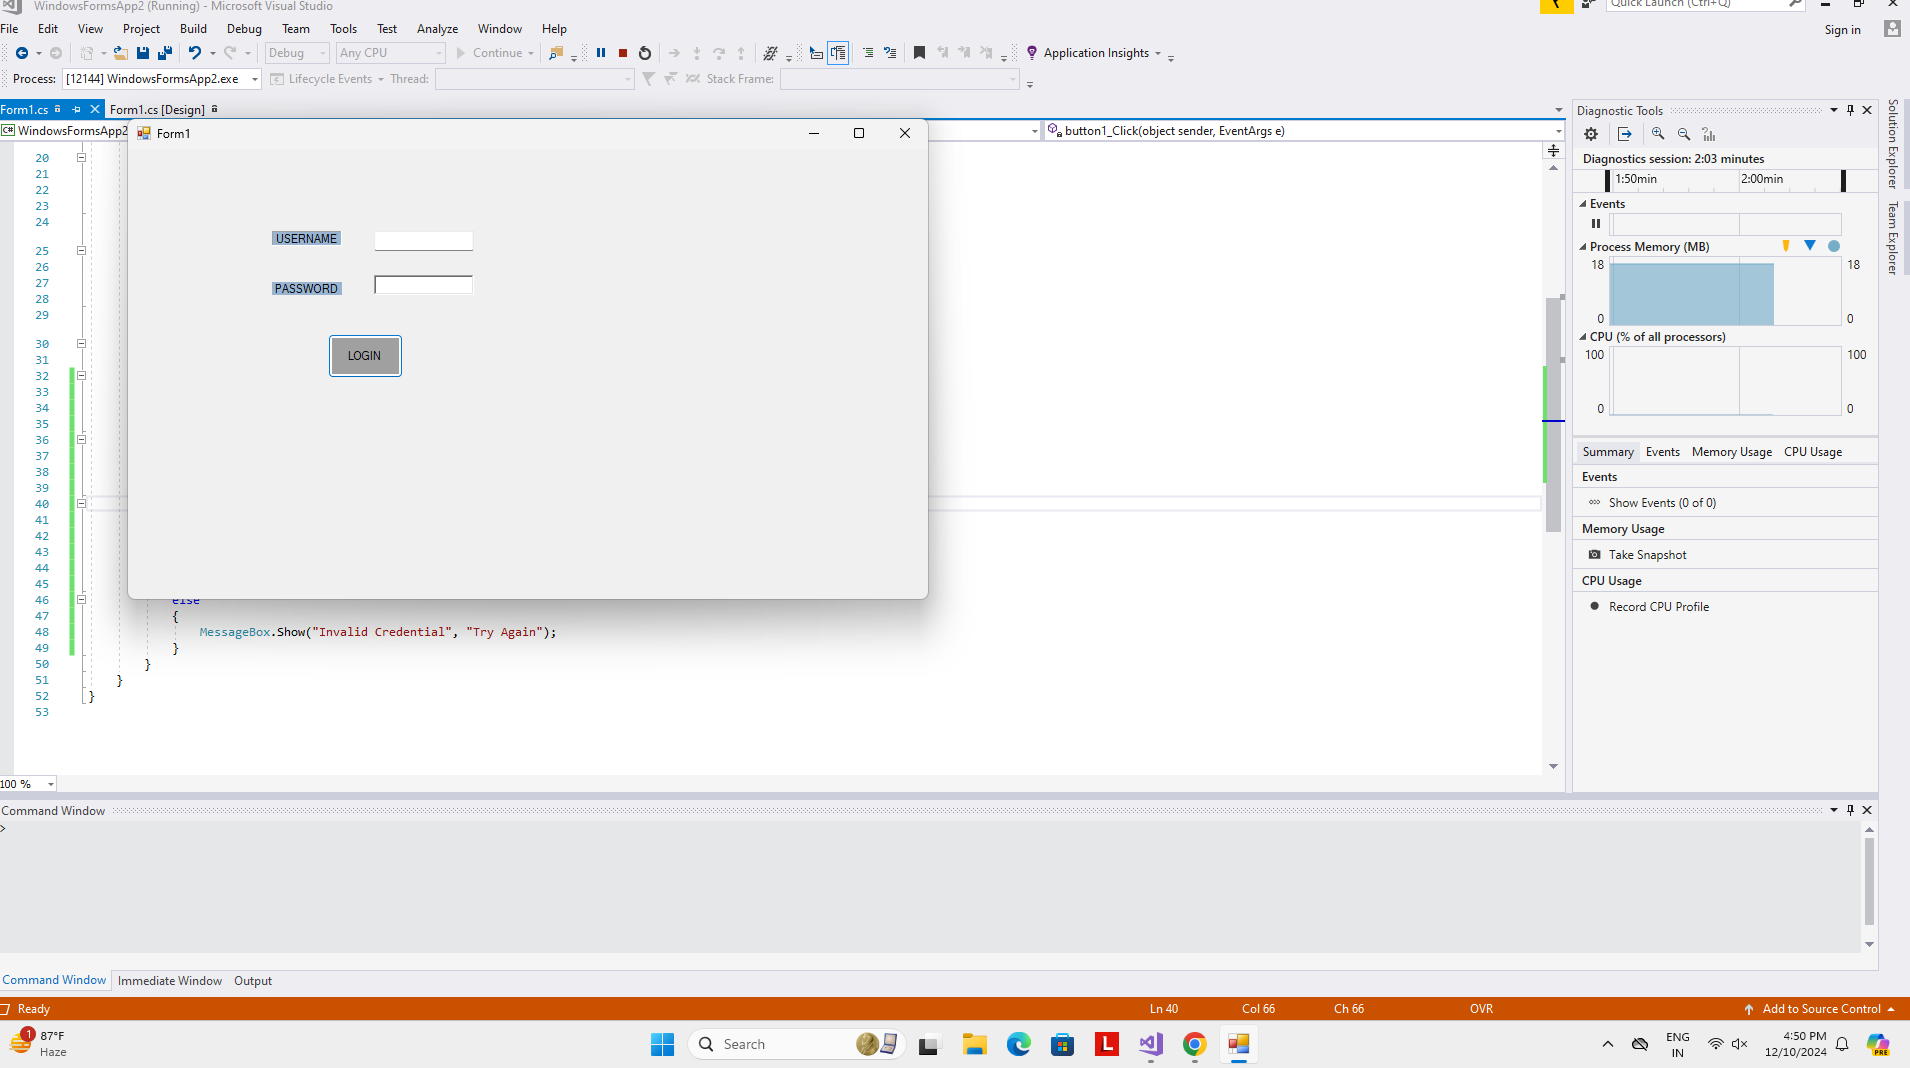 WindowsFormsApp2 (Running) - Microsoft Visual Studio
Quick Launch (Ctrl+Q)
File Edit View Project Build Debug Team Tools Test Analyze Window Help
Sign in
Debug Any CPU Continue Application Insights
Process: [12144] WindowsFormsApp2.exe Lifecycle Events Thread: Stack Frame:
Form1.cs Form1.cs [Design]
C# WindowsFormsApp2
button1_Click(object sender, EventArgs e)
Form1
USERNAME
PASSWORD
LOGIN
20
21
22
23
24
25
26
27
28
29
30
31
32
33
34
35
36
37
38
39
40
41
42
43
44
45
46 else
47 {
48 MessageBox.Show("Invalid Credential", "Try Again");
49 }
50 }
51 }
52 }
53
100 %
Diagnostic Tools
Diagnostics session: 2:03 minutes
1:50min 2:00min
Events
Process Memory (MB)
18 18
0 0
CPU (% of all processors)
100 100
0 0
Summary Events Memory Usage CPU Usage
Events
Show Events (0 of 0)
Memory Usage
Take Snapshot
CPU Usage
Record CPU Profile
Solution Explorer
Team Explorer
Command Window
>
Command Window Immediate Window Output
Ready
Ln 40 Col 66 Ch 66 OVR
Add to Source Control
1
87°F
Haze
Search
L
PRE
ENG
IN
4:50 PM
12/10/2024